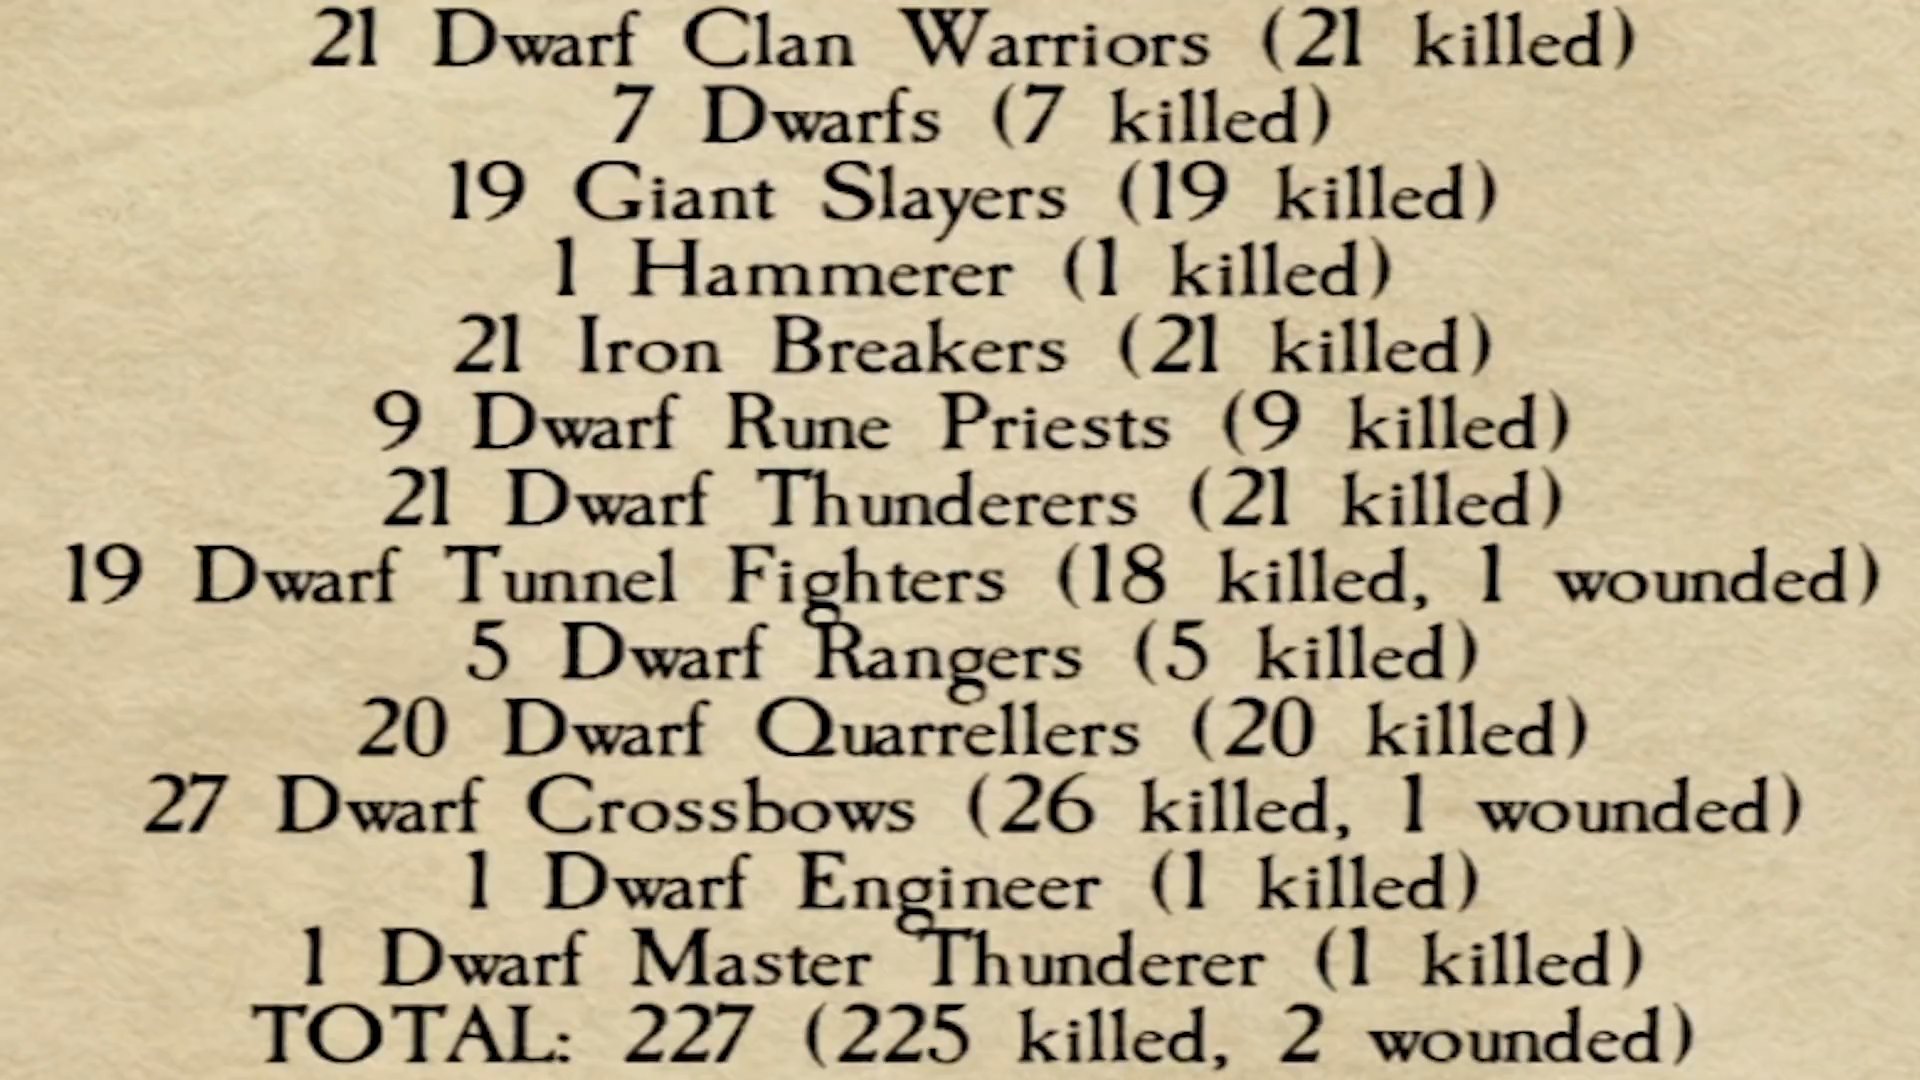 21 Dwarf Clan Warriors (21 killed)
7 Dwarfs (7 killed)
19 Giant Slayers (19 killed)
1 Hammerer (1 killed)
21 Iron Breakers (21 killed)
9 Dwarf Rune Priests (9 killed)
21 Dwarf Thunderers (21 killed)
19 Dwarf Tunnel Fighters (18 killed, 1 wounded)
5 Dwarf Rangers (5 killed)
20 Dwarf Quarrellers (20 killed)
27 Dwarf Crossbows (26 killed, 1 wounded)
1 Dwarf Engineer (1 killed)
1 Dwarf Master Thunderer (1 killed)
TOTAL: 227 (225 killed, 2 wounded)